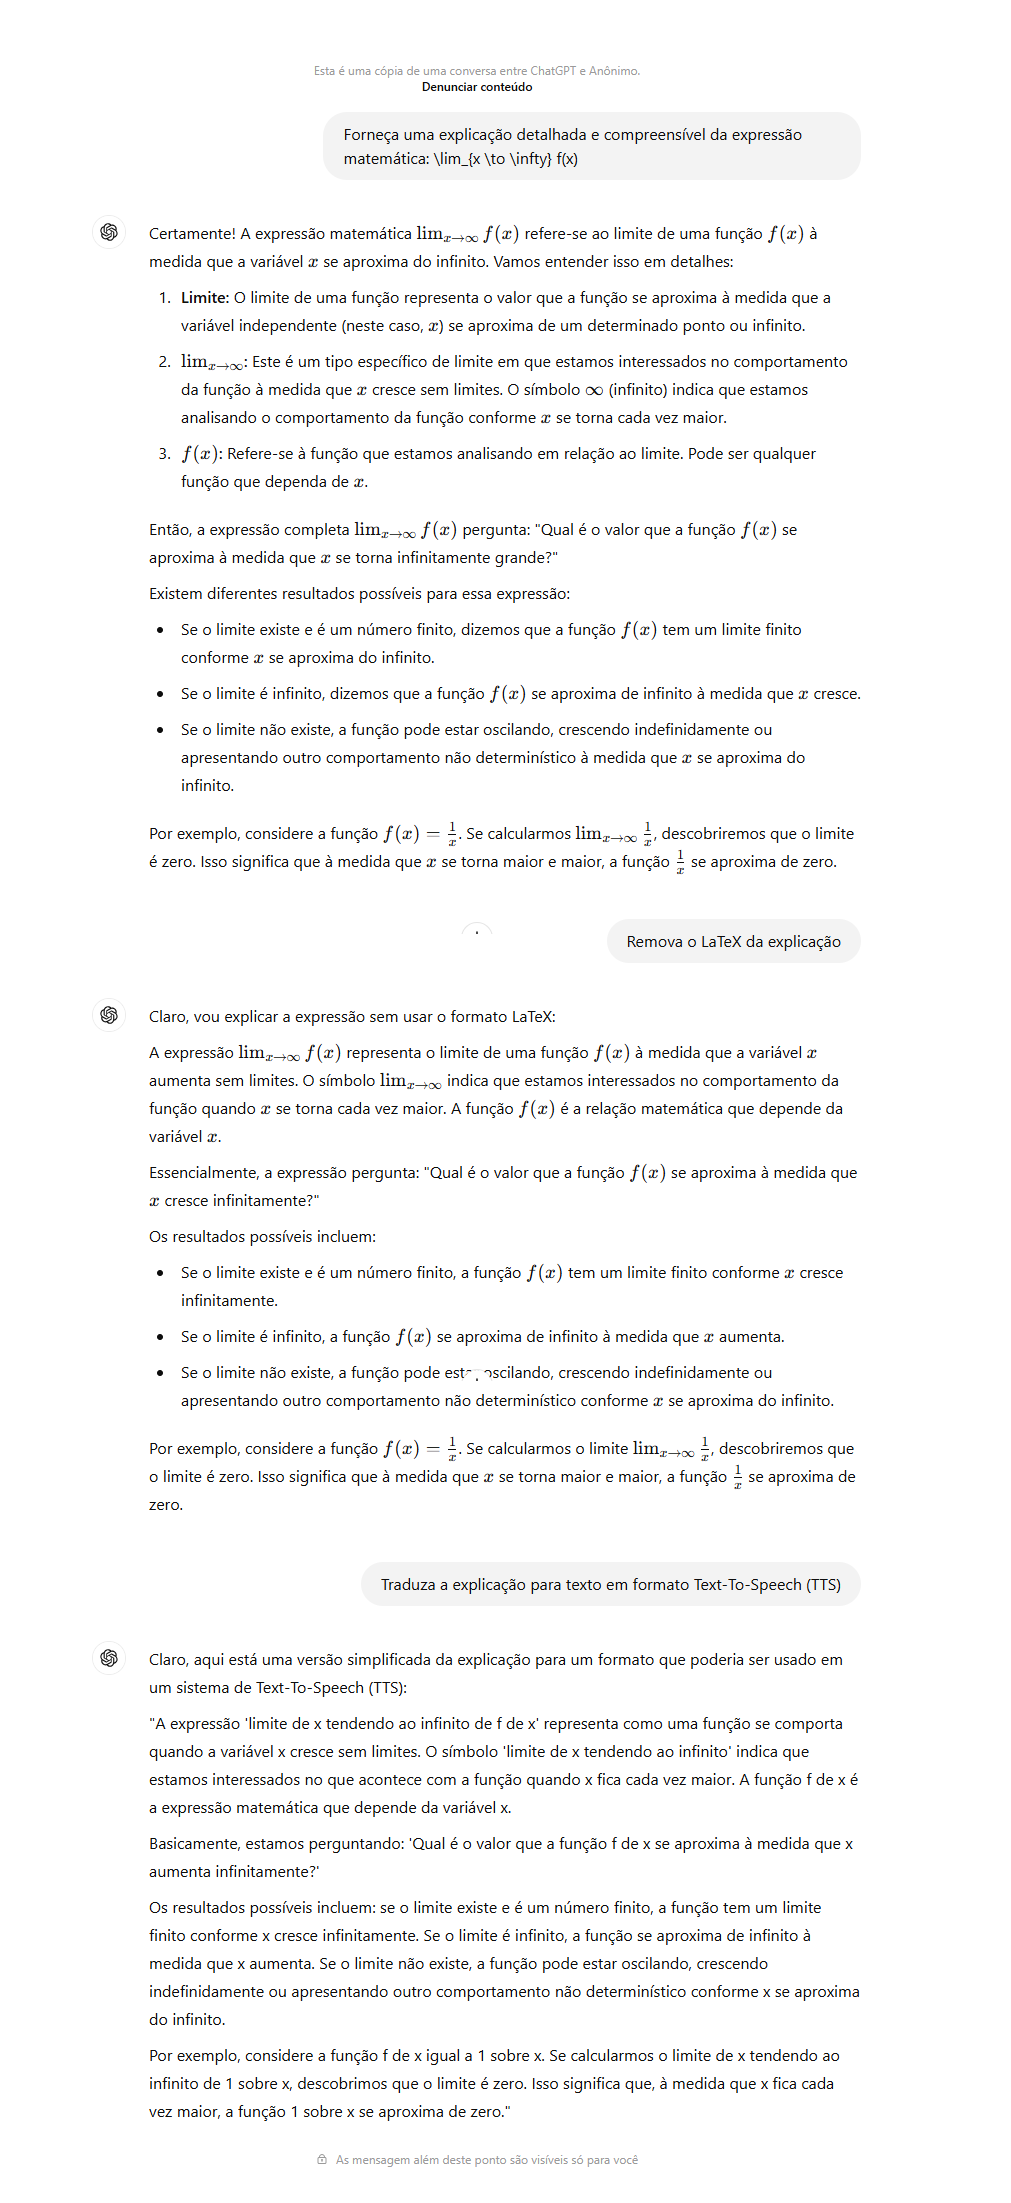 Esta é uma cópia de uma conversa entre ChatGPT e Anônimo.
Denunciar conteúdo
Forneça uma explicação detalhada e compreensível da expressão
matemática: \lim_{x \to \infty} f(x)
Certamente! A expressão matemática lim_{x→∞} f(x) refere-se ao limite de uma função f(x) à
medida que a variável x se aproxima do infinito. Vamos entender isso em detalhes:
1. Limite: O limite de uma função representa o valor que a função se aproxima à medida que a
variável independente (neste caso, x) se aproxima de um determinado ponto ou infinito.
2. lim_{x→∞}: Este é um tipo específico de limite em que estamos interessados no comportamento
da função à medida que x cresce sem limites. O símbolo ∞ (infinito) indica que estamos
analisando o comportamento da função conforme x se torna cada vez maior.
3. f(x): Refere-se à função que estamos analisando em relação ao limite. Pode ser qualquer
função que dependa de x.
Então, a expressão completa lim_{x→∞} f(x) pergunta: "Qual é o valor que a função f(x) se
aproxima à medida que x se torna infinitamente grande?"
Existem diferentes resultados possíveis para essa expressão:
• Se o limite existe e é um número finito, dizemos que a função f(x) tem um limite finito
conforme x se aproxima do infinito.
• Se o limite é infinito, dizemos que a função f(x) se aproxima de infinito à medida que x cresce.
• Se o limite não existe, a função pode estar oscilando, crescendo indefinidamente ou
apresentando outro comportamento não determinístico à medida que x se aproxima do
infinito.
Por exemplo, considere a função f(x) = 1/x. Se calcularmos lim_{x→∞} 1/x, descobriremos que o limite
é zero. Isso significa que à medida que x se torna maior e maior, a função 1/x se aproxima de zero.
Remova o LaTeX da explicação
Claro, vou explicar a expressão sem usar o formato LaTeX:
A expressão lim_{x→∞} f(x) representa o limite de uma função f(x) à medida que a variável x
aumenta sem limites. O símbolo lim_{x→∞} indica que estamos interessados no comportamento da
função quando x se torna cada vez maior. A função f(x) é a relação matemática que depende da
variável x.
Essencialmente, a expressão pergunta: "Qual é o valor que a função f(x) se aproxima à medida que
x cresce infinitamente?"
Os resultados possíveis incluem:
• Se o limite existe e é um número finito, a função f(x) tem um limite finito conforme x cresce
infinitamente.
• Se o limite é infinito, a função f(x) se aproxima de infinito à medida que x aumenta.
• Se o limite não existe, a função pode estar oscilando, crescendo indefinidamente ou
apresentando outro comportamento não determinístico conforme x se aproxima do infinito.
Por exemplo, considere a função f(x) = 1/x. Se calcularmos o limite lim_{x→∞} 1/x, descobriremos que
o limite é zero. Isso significa que à medida que x se torna maior e maior, a função 1/x se aproxima de
zero.
Traduza a explicação para texto em formato Text-To-Speech (TTS)
Claro, aqui está uma versão simplificada da explicação para um formato que poderia ser usado em
um sistema de Text-To-Speech (TTS):
"A expressão 'limite de x tendendo ao infinito de f de x' representa como uma função se comporta
quando a variável x cresce sem limites. O símbolo 'limite de x tendendo ao infinito' indica que
estamos interessados no que acontece com a função quando x fica cada vez maior. A função f de x é
a expressão matemática que depende da variável x.
Basicamente, estamos perguntando: 'Qual é o valor que a função f de x se aproxima à medida que x
aumenta infinitamente?'
Os resultados possíveis incluem: se o limite existe e é um número finito, a função tem um limite
finito conforme x cresce infinitamente. Se o limite é infinito, a função se aproxima de infinito à
medida que x aumenta. Se o limite não existe, a função pode estar oscilando, crescendo
indefinidamente ou apresentando outro comportamento não determinístico conforme x se aproxima
do infinito.
Por exemplo, considere a função f de x igual a 1 sobre x. Se calcularmos o limite de x tendendo ao
infinito de 1 sobre x, descobrimos que o limite é zero. Isso significa que, à medida que x fica cada
vez maior, a função 1 sobre x se aproxima de zero."
As mensagem além deste ponto são visíveis só para você